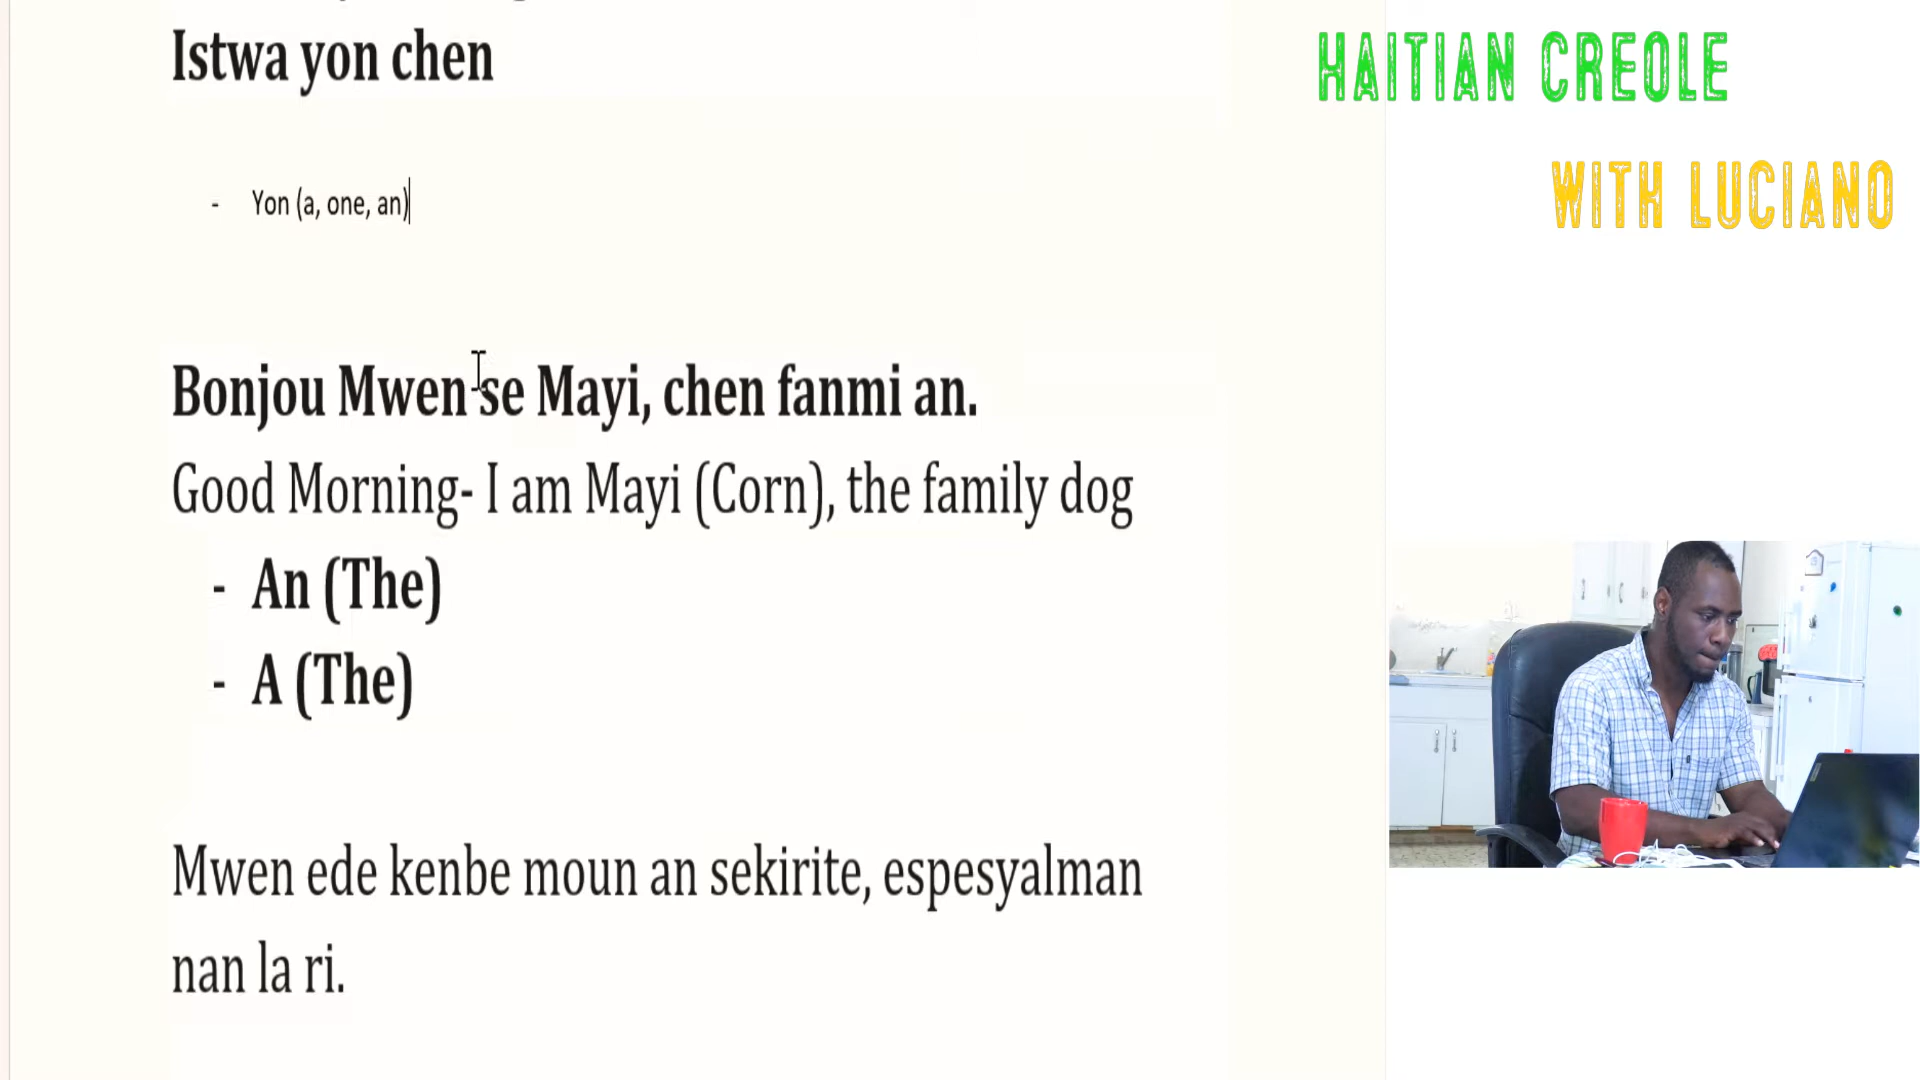 Istwa yon chen
HAITIAN CREOLE
WITH LUCIANO
- Yon (a, one, an)
Bonjou Mwen se Mayi, chen fanmi an.
Good Morning- I am Mayi (Corn), the family dog
- An (The)
- A (The)
Mwen ede kenbe moun an sekirite, espesyalman
nan la ri.